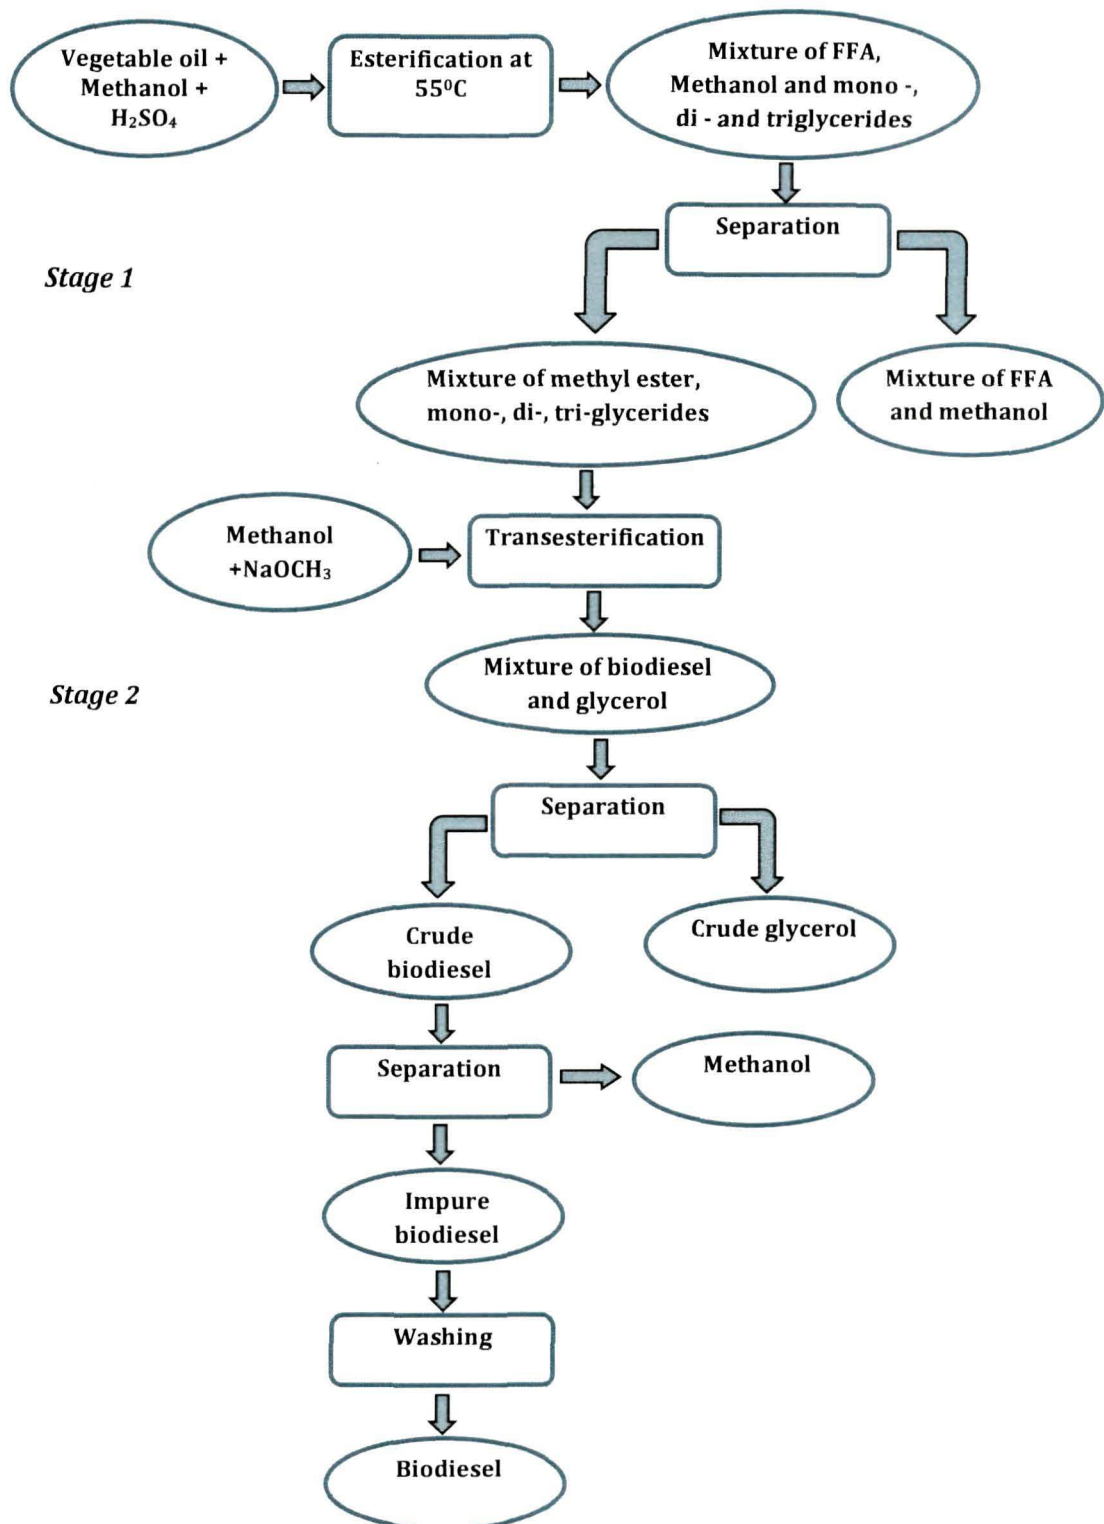 Vegetable oil +
Methanol +
H₂SO₄
Esterification at
55⁰C
Mixture of FFA,
Methanol and mono -,
di - and triglycerides
Separation
Stage 1
Mixture of methyl ester,
mono-, di-, tri-glycerides
Mixture of FFA
and methanol
Methanol
+NaOCH₃
Transesterification
Mixture of biodiesel
and glycerol
Stage 2
Separation
Crude
biodiesel
Crude glycerol
Separation
Methanol
Impure
biodiesel
Washing
Biodiesel